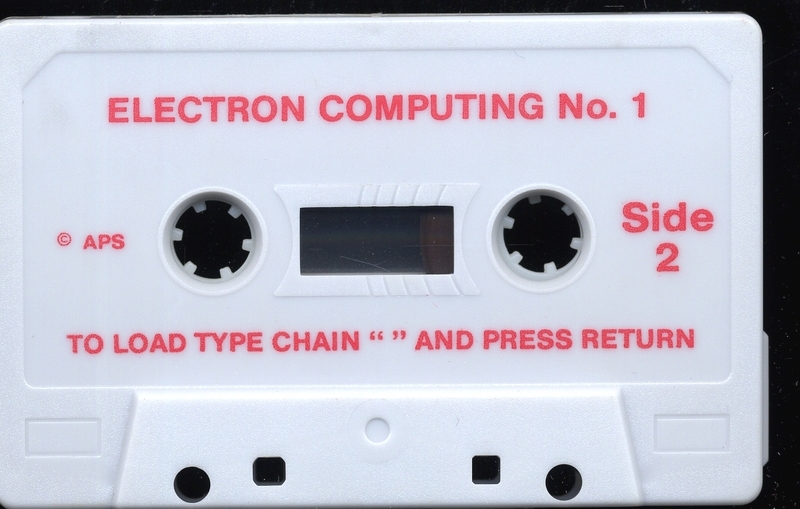 ELECTRON COMPUTING No. 1
© APS
Side
2
TO LOAD TYPE CHAIN “ ” AND PRESS RETURN